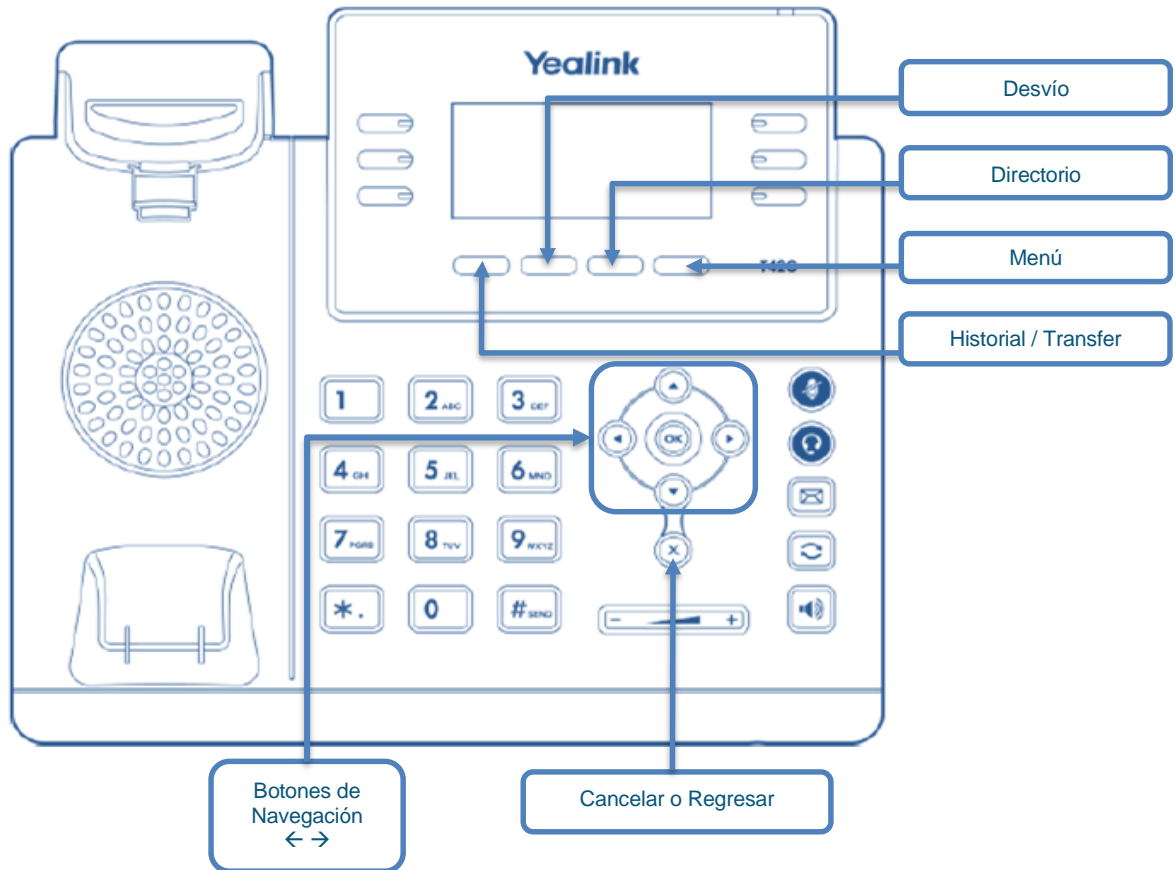 Yealink
Desvío
Directorio
Menú
Historial / Transfer
1
2 ABC
3 DEF
4 GHI
5 JKL
6 MNO
7 PQRS
8 TUV
9 WXYZ
*.
0
# SEND
OK
X
- +
Botones de
Navegación
← →
Cancelar o Regresar